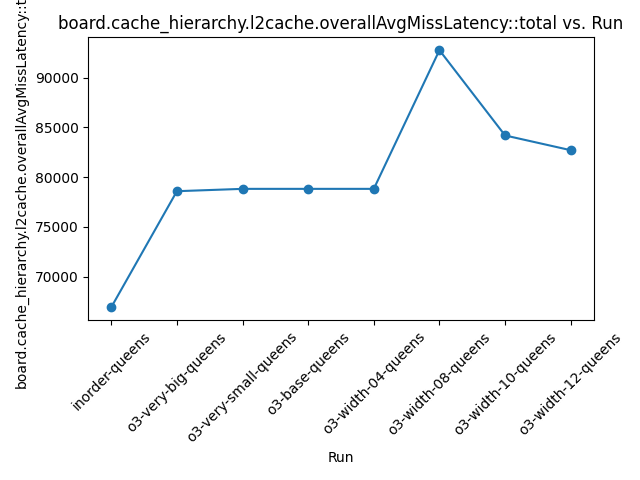 board.cache_hierarchy.l2cache.overallAvgMissLatency::total vs. Run
board.cache_hierarchy.l2cache.overallAvgMissLatency::t
90000
85000
80000
75000
70000
inorder-queens
o3-very-big-queens
o3-very-small-queens
o3-base-queens
o3-width-04-queens
o3-width-08-queens
o3-width-10-queens
o3-width-12-queens
Run